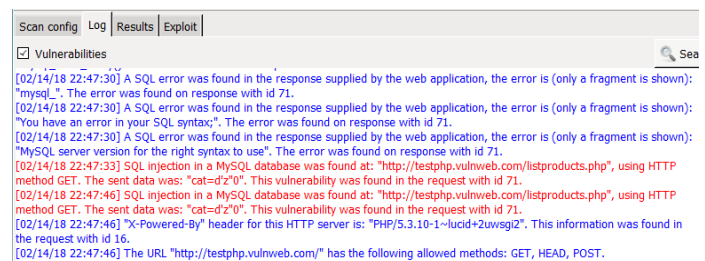 Scan config Log Results Exploit
Vulnerabilities
Sea
[02/14/18 22:47:30] A SQL error was found in the response supplied by the web application, the error is (only a fragment is shown):
"mysql_". The error was found on response with id 71.
[02/14/18 22:47:30] A SQL error was found in the response supplied by the web application, the error is (only a fragment is shown):
"You have an error in your SQL syntax;". The error was found on response with id 71.
[02/14/18 22:47:30] A SQL error was found in the response supplied by the web application, the error is (only a fragment is shown):
"MySQL server version for the right syntax to use". The error was found on response with id 71.
[02/14/18 22:47:33] SQL injection in a MySQL database was found at: "http://testphp.vulnweb.com/listproducts.php", using HTTP
method GET. The sent data was: "cat=d'z"0". This vulnerability was found in the request with id 71.
[02/14/18 22:47:46] SQL injection in a MySQL database was found at: "http://testphp.vulnweb.com/listproducts.php", using HTTP
method GET. The sent data was: "cat=d'z"0". This vulnerability was found in the request with id 71.
[02/14/18 22:47:46] "X-Powered-By" header for this HTTP server is: "PHP/5.3.10-1~lucid+2uwsgi2". This information was found in
the request with id 16.
[02/14/18 22:47:46] The URL "http://testphp.vulnweb.com/" has the following allowed methods: GET, HEAD, POST.